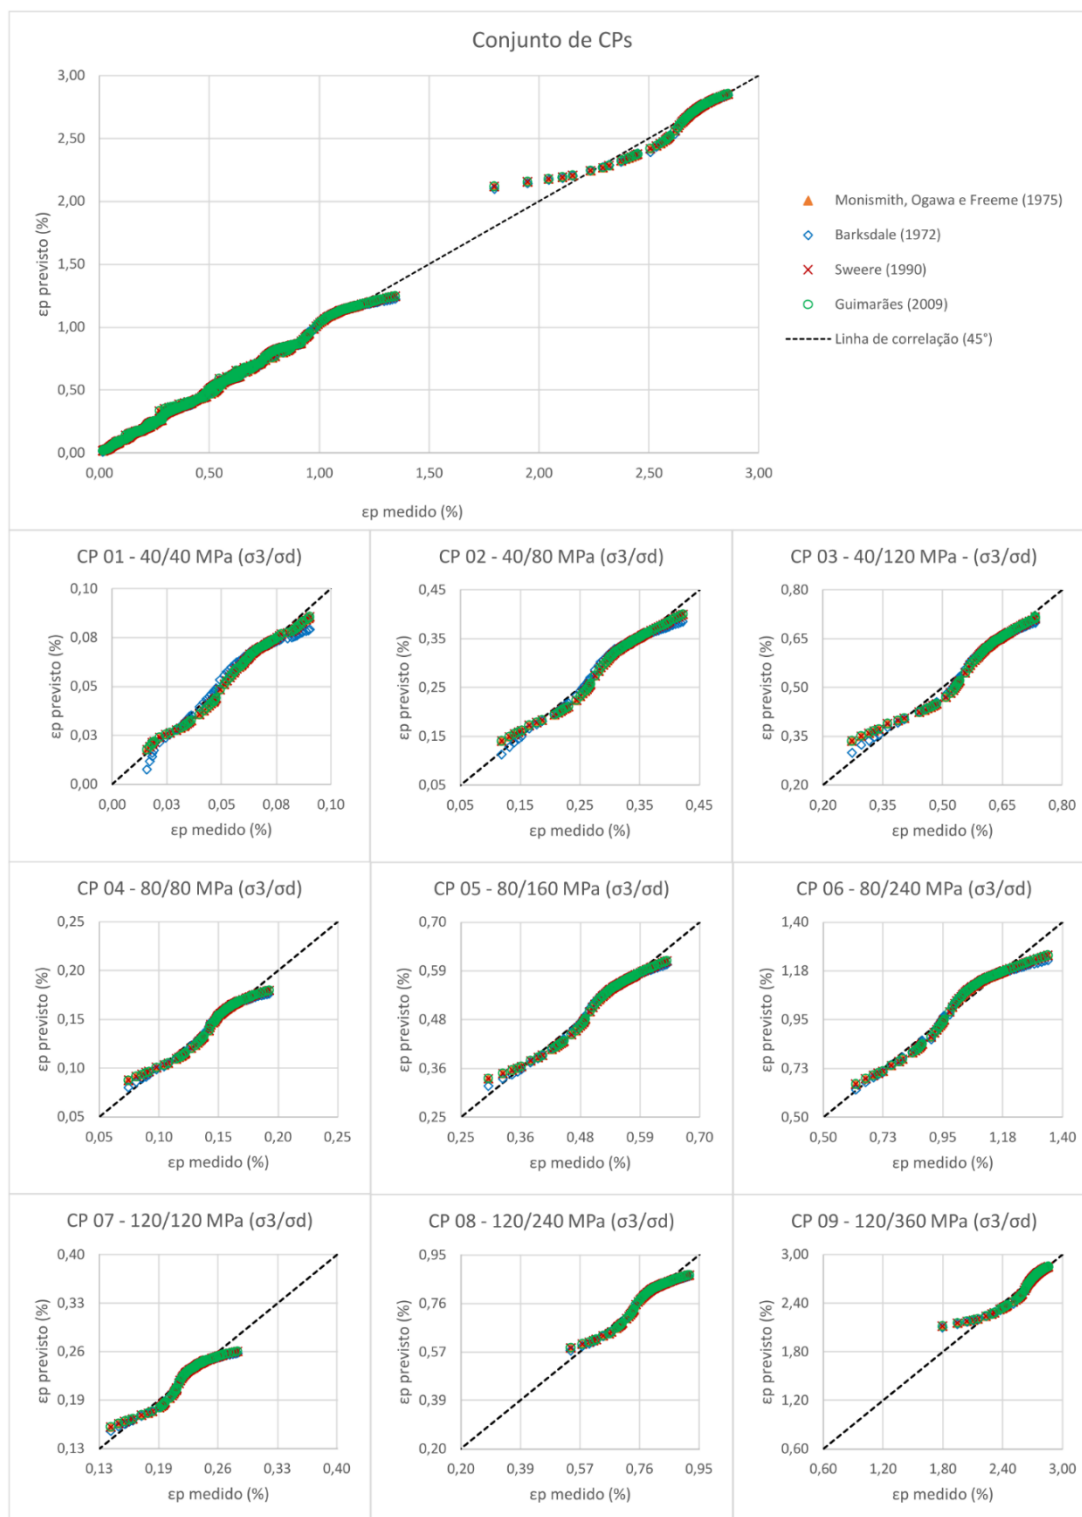 Conjunto de CPs
3,00
2,50
2,00
1,50
1,00
0,50
0,00
εp previsto (%)
0,00 0,50 1,00 1,50 2,00 2,50 3,00
εp medido (%)
Monismith, Ogawa e Freeme (1975)
Barksdale (1972)
Sweere (1990)
Guimarães (2009)
Linha de correlação (45°)
CP 01 - 40/40 MPa (σ3/σd)
0,10
0,08
0,05
0,03
0,00
εp previsto (%)
0,00 0,03 0,05 0,08 0,10
εp medido (%)
CP 02 - 40/80 MPa (σ3/σd)
0,45
0,35
0,25
0,15
0,05
εp previsto (%)
0,05 0,15 0,25 0,35 0,45
εp medido (%)
CP 03 - 40/120 MPa - (σ3/σd)
0,80
0,65
0,50
0,35
0,20
εp previsto (%)
0,20 0,35 0,50 0,65 0,80
εp medido (%)
CP 04 - 80/80 MPa (σ3/σd)
0,25
0,20
0,15
0,10
0,05
εp previsto (%)
0,05 0,10 0,15 0,20 0,25
εp medido (%)
CP 05 - 80/160 MPa (σ3/σd)
0,70
0,59
0,48
0,36
0,25
εp previsto (%)
0,25 0,36 0,48 0,59 0,70
εp medido (%)
CP 06 - 80/240 MPa (σ3/σd)
1,40
1,18
0,95
0,73
0,50
εp previsto (%)
0,50 0,73 0,95 1,18 1,40
εp medido (%)
CP 07 - 120/120 MPa (σ3/σd)
0,40
0,33
0,26
0,19
0,13
εp previsto (%)
0,13 0,19 0,26 0,33 0,40
εp medido (%)
CP 08 - 120/240 MPa (σ3/σd)
0,95
0,76
0,57
0,39
0,20
εp previsto (%)
0,20 0,39 0,57 0,76 0,95
εp medido (%)
CP 09 - 120/360 MPa (σ3/σd)
3,00
2,40
1,80
1,20
0,60
εp previsto (%)
0,60 1,20 1,80 2,40 3,00
εp medido (%)